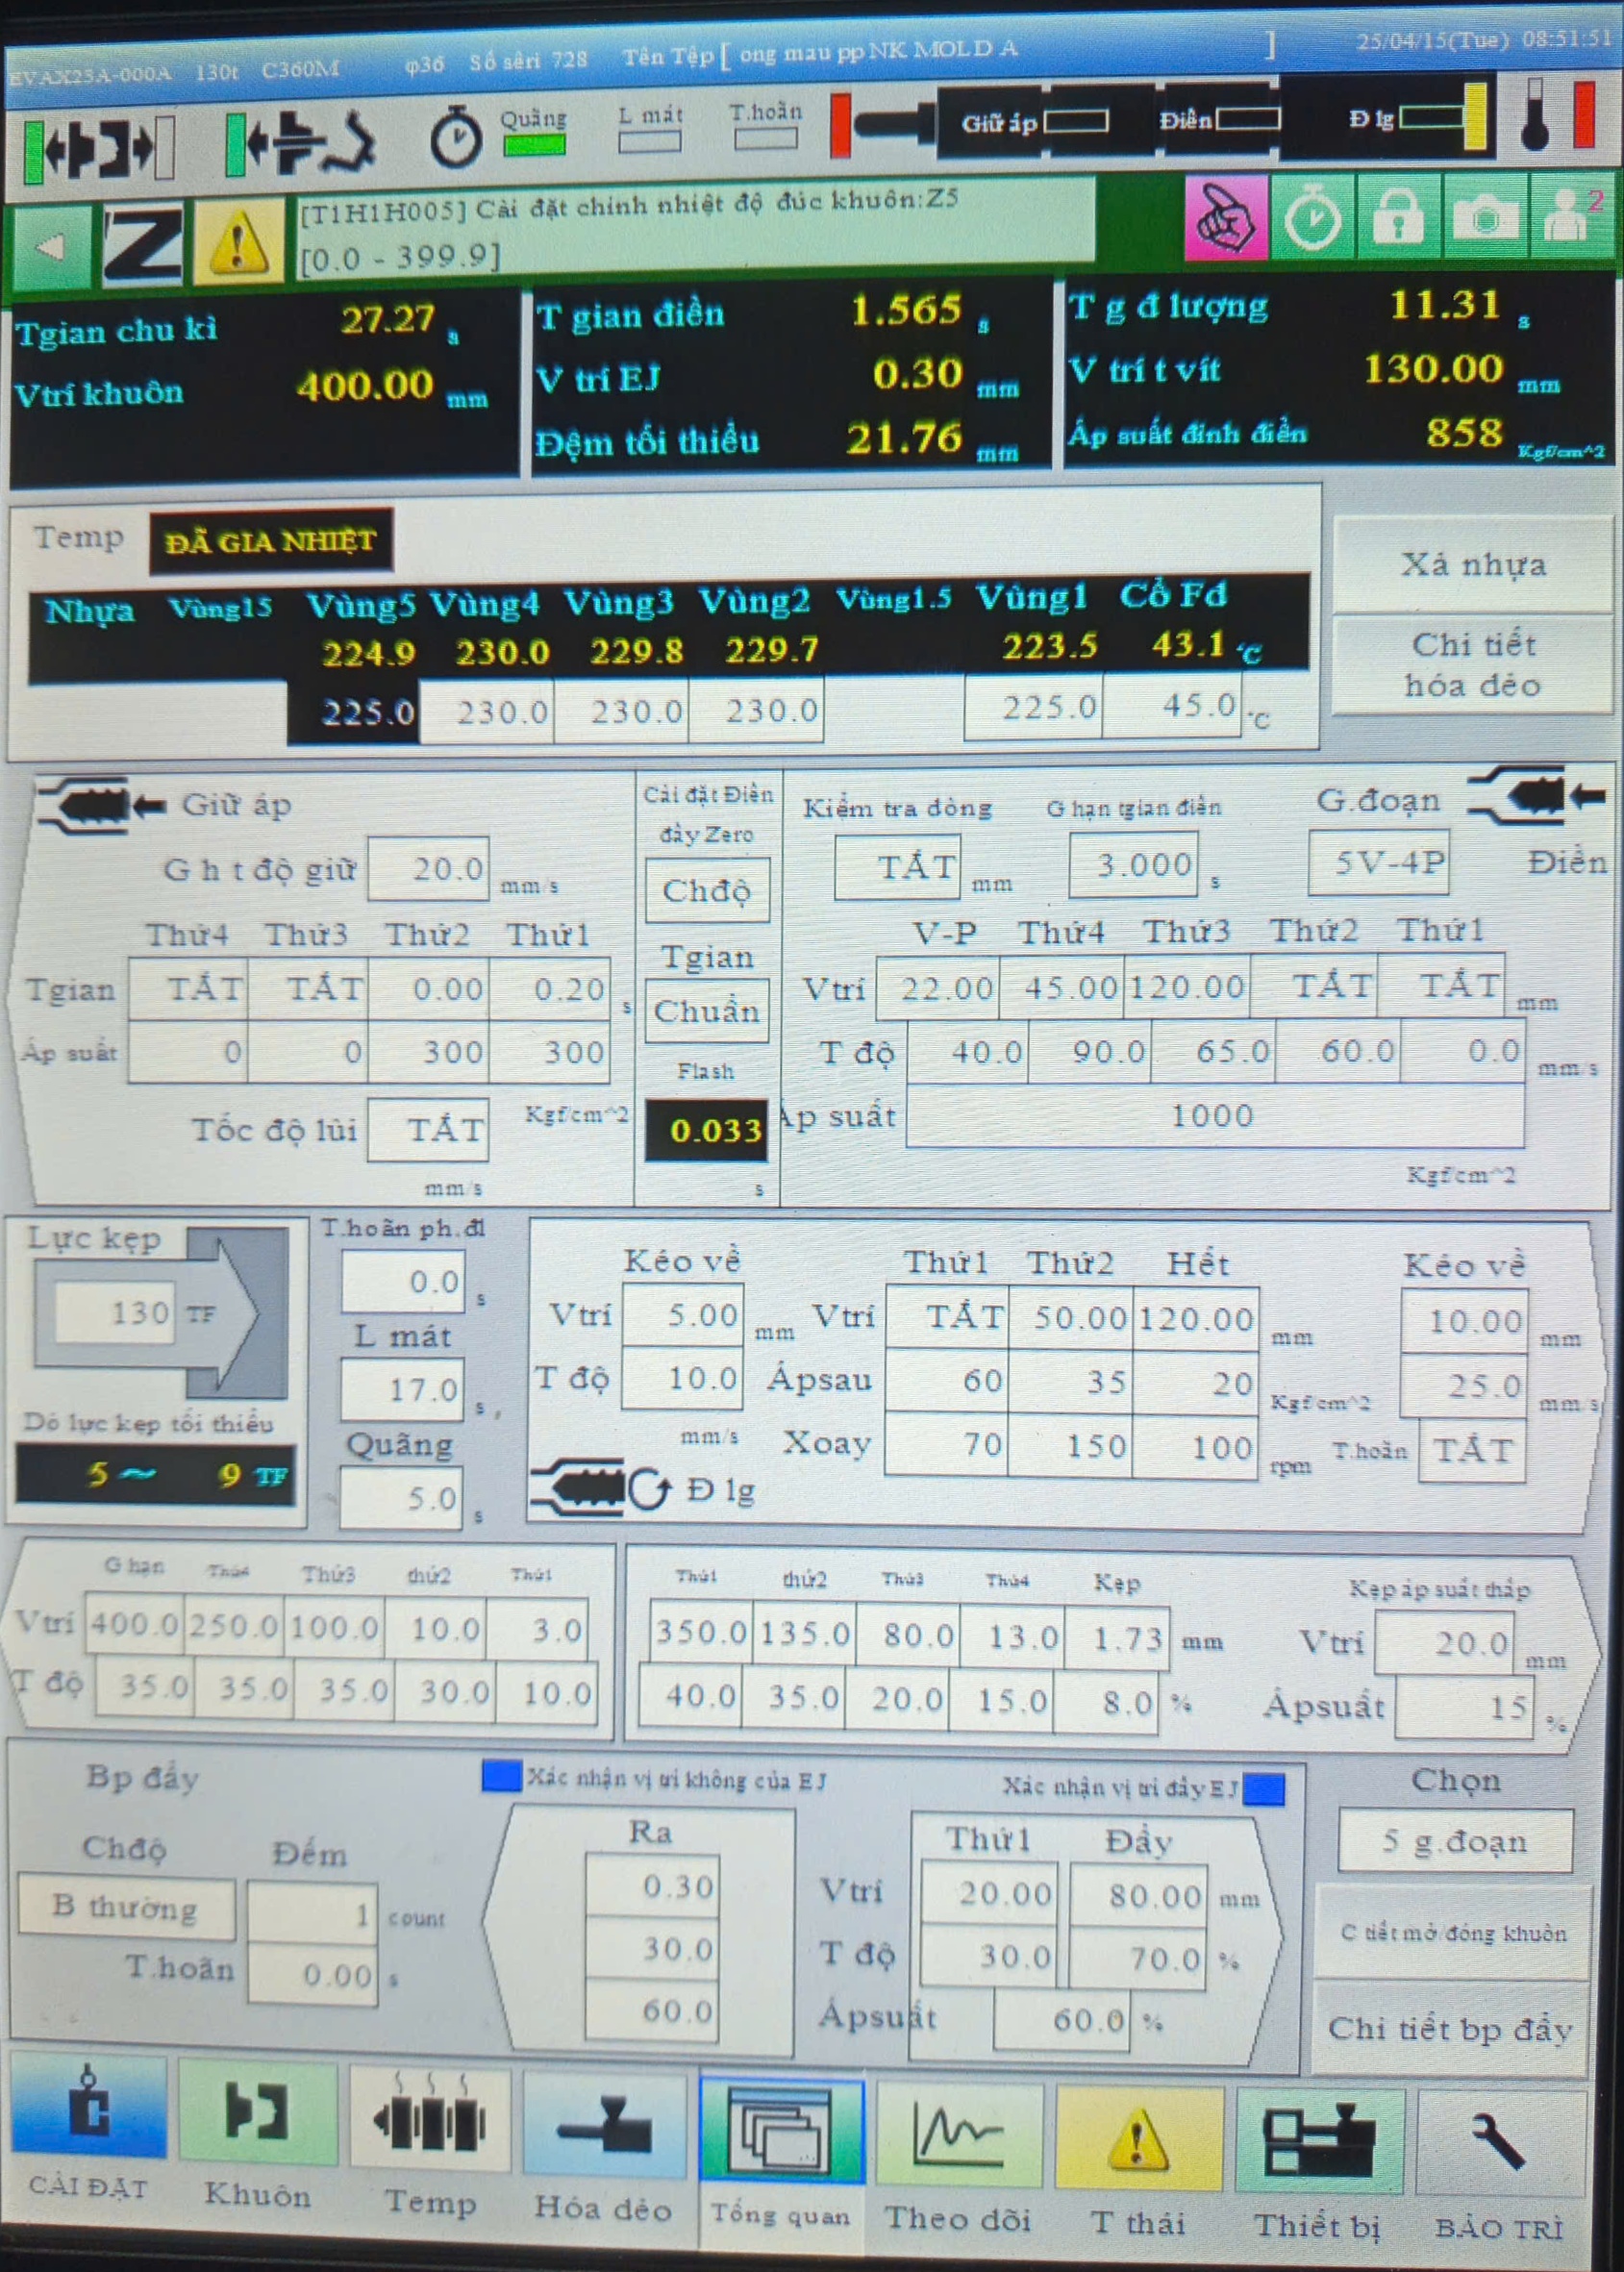 EVAX25A-000A 130t C360M φ36 Số sêri 728 Tên Tệp [ ong mau pp NK MOLD A ] 25/04/15(Tue) 08:51:51
Quãng L mát T.hoãn Giữ áp Điền Đ lg
[T1H1H005] Cài đặt chính nhiệt độ đúc khuôn:Z5
[0.0 - 399.9]
2
Tgian chu kì 27.27 s T gian điền 1.565 s T g đ lượng 11.31 s
Vtrí khuôn 400.00 mm V trí EJ 0.30 mm V trí t vít 130.00 mm
Đệm tối thiểu 21.76 mm Áp suất đỉnh điền 858 Kgf/cm^2
Temp ĐÃ GIA NHIỆT
Xả nhựa
Nhựa Vùng15 Vùng5 Vùng4 Vùng3 Vùng2 Vùng1.5 Vùng1 Cổ Fđ
224.9 230.0 229.8 229.7 223.5 43.1 °C
225.0 230.0 230.0 230.0 225.0 45.0 °C
Chi tiết
hóa dẻo
Giữ áp
G h t độ giữ 20.0 mm/s
Thứ4 Thứ3 Thứ2 Thứ1
Tgian TẮT TẮT 0.00 0.20 s
Áp suất 0 0 300 300
Kgf/cm^2
Tốc độ lùi TẮT
mm/s
Cài đặt Điền
đầy Zero
Chđộ
Tgian
Chuẩn
Flash
0.033
s
Kiểm tra dòng G hạn tgian điền G.đoạn
TẮT mm 3.000 s 5V-4P Điền
V-P Thứ4 Thứ3 Thứ2 Thứ1
Vtrí 22.00 45.00 120.00 TẮT TẮT mm
T độ 40.0 90.0 65.0 60.0 0.0 mm/s
Áp suất 1000
Kgf/cm^2
Lực kẹp
130 TF
Dò lực kẹp tối thiểu
5 ~ 9 TF
T.hoãn ph.đl
0.0 s
L mát
17.0 s
Quãng
5.0 s
Kéo về Thứ1 Thứ2 Hết Kéo về
Vtrí 5.00 mm Vtrí TẮT 50.00 120.00 mm 10.00 mm
T độ 10.0 Ápsau 60 35 20 Kgf/cm^2 25.0 mm/s
mm/s Xoay 70 150 100 rpm T.hoãn TẮT
Đ lg
G hạn Thứ4 Thứ3 thứ2 Thứ1
Vtrí 400.0 250.0 100.0 10.0 3.0
T độ 35.0 35.0 35.0 30.0 10.0
Thứ1 thứ2 Thứ3 Thứ4 Kẹp Kẹp áp suất thấp
350.0 135.0 80.0 13.0 1.73 mm Vtrí 20.0 mm
40.0 35.0 20.0 15.0 8.0 % Ápsuất 15 %
Bp đẩy
Xác nhận vị trí không của EJ Xác nhận vị trí đẩy EJ
Chđộ Đếm
B thường 1 count
T.hoãn 0.00 s
Ra Thứ1 Đẩy
0.30 Vtrí 20.00 80.00 mm
30.0 T độ 30.0 70.0 %
60.0 Ápsuất 60.0 %
Chọn
5 g.đoạn
C tiết mở/đóng khuôn
Chi tiết bp đẩy
CÀI ĐẶT Khuôn Temp Hóa dẻo Tổng quan Theo dõi T thái Thiết bị BẢO TRÌ